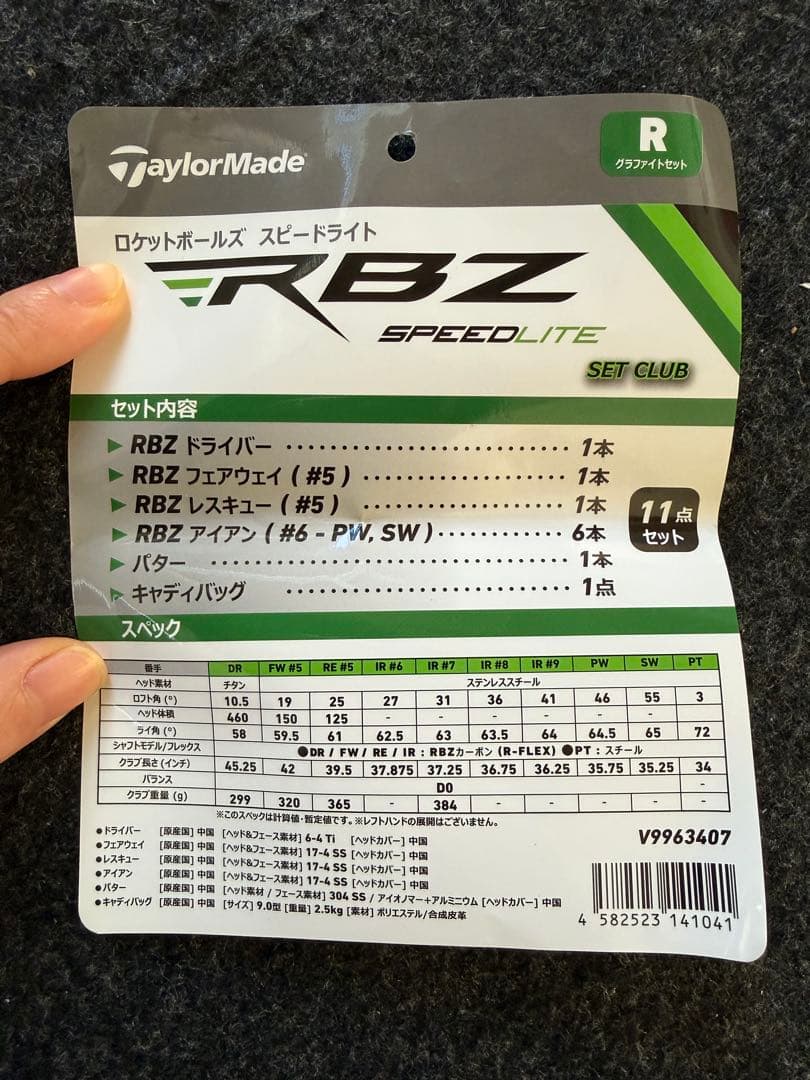 TaylorMade
R
グラファイトセット
ロケットボールズ スピードライト
RBZ
SPEEDLITE
SET CLUB
セット内容
▶ RBZ ドライバー ･･････････････････････････ 1本
▶ RBZ フェアウェイ ( #5 ) ･･････････････････ 1本
▶ RBZ レスキュー ( #5 ) ･･････････････････ 1本
▶ RBZ アイアン ( #6 - PW, SW ) ･･･････････ 6本
▶ パター ････････････････････････････････ 1本
▶ キャディバッグ ･･････････････････････････ 1点
11点
セット
スペック
番手 DR FW #5 RE #5 IR #6 IR #7 IR #8 IR #9 PW SW PT
ヘッド素材 チタン ステンレススチール
ロフト角 (°) 10.5 19 25 27 31 36 41 46 55 3
ヘッド体積 460 150 125 - - - - - - -
ライ角 (°) 58 59.5 61 62.5 63 63.5 64 64.5 65 72
シャフトモデル/フレックス ●DR / FW / RE / IR : RBZカーボン (R-FLEX) ●PT : スチール
クラブ長さ (インチ) 45.25 42 39.5 37.875 37.25 36.75 36.25 35.75 35.25 34
バランス D0 -
クラブ重量 (g) 299 320 365 - 384 - - - - -
※このスペックは計算値・暫定値です。※レフトハンドの展開はございません。
●ドライバー [原産国] 中国 [ヘッド&フェース素材] 6-4 Ti [ヘッドカバー] 中国
●フェアウェイ [原産国] 中国 [ヘッド&フェース素材] 17-4 SS [ヘッドカバー] 中国
●レスキュー [原産国] 中国 [ヘッド&フェース素材] 17-4 SS [ヘッドカバー] 中国
●アイアン [原産国] 中国 [ヘッド&フェース素材] 17-4 SS
●パター [原産国] 中国 [ヘッド素材 / フェース素材] 304 SS / アイオノマー+アルミニウム [ヘッドカバー] 中国
●キャディバッグ [原産国] 中国 [サイズ] 9.0型 [重量] 2.5kg [素材] ポリエステル/合成皮革
V9963407
4 582523 141041